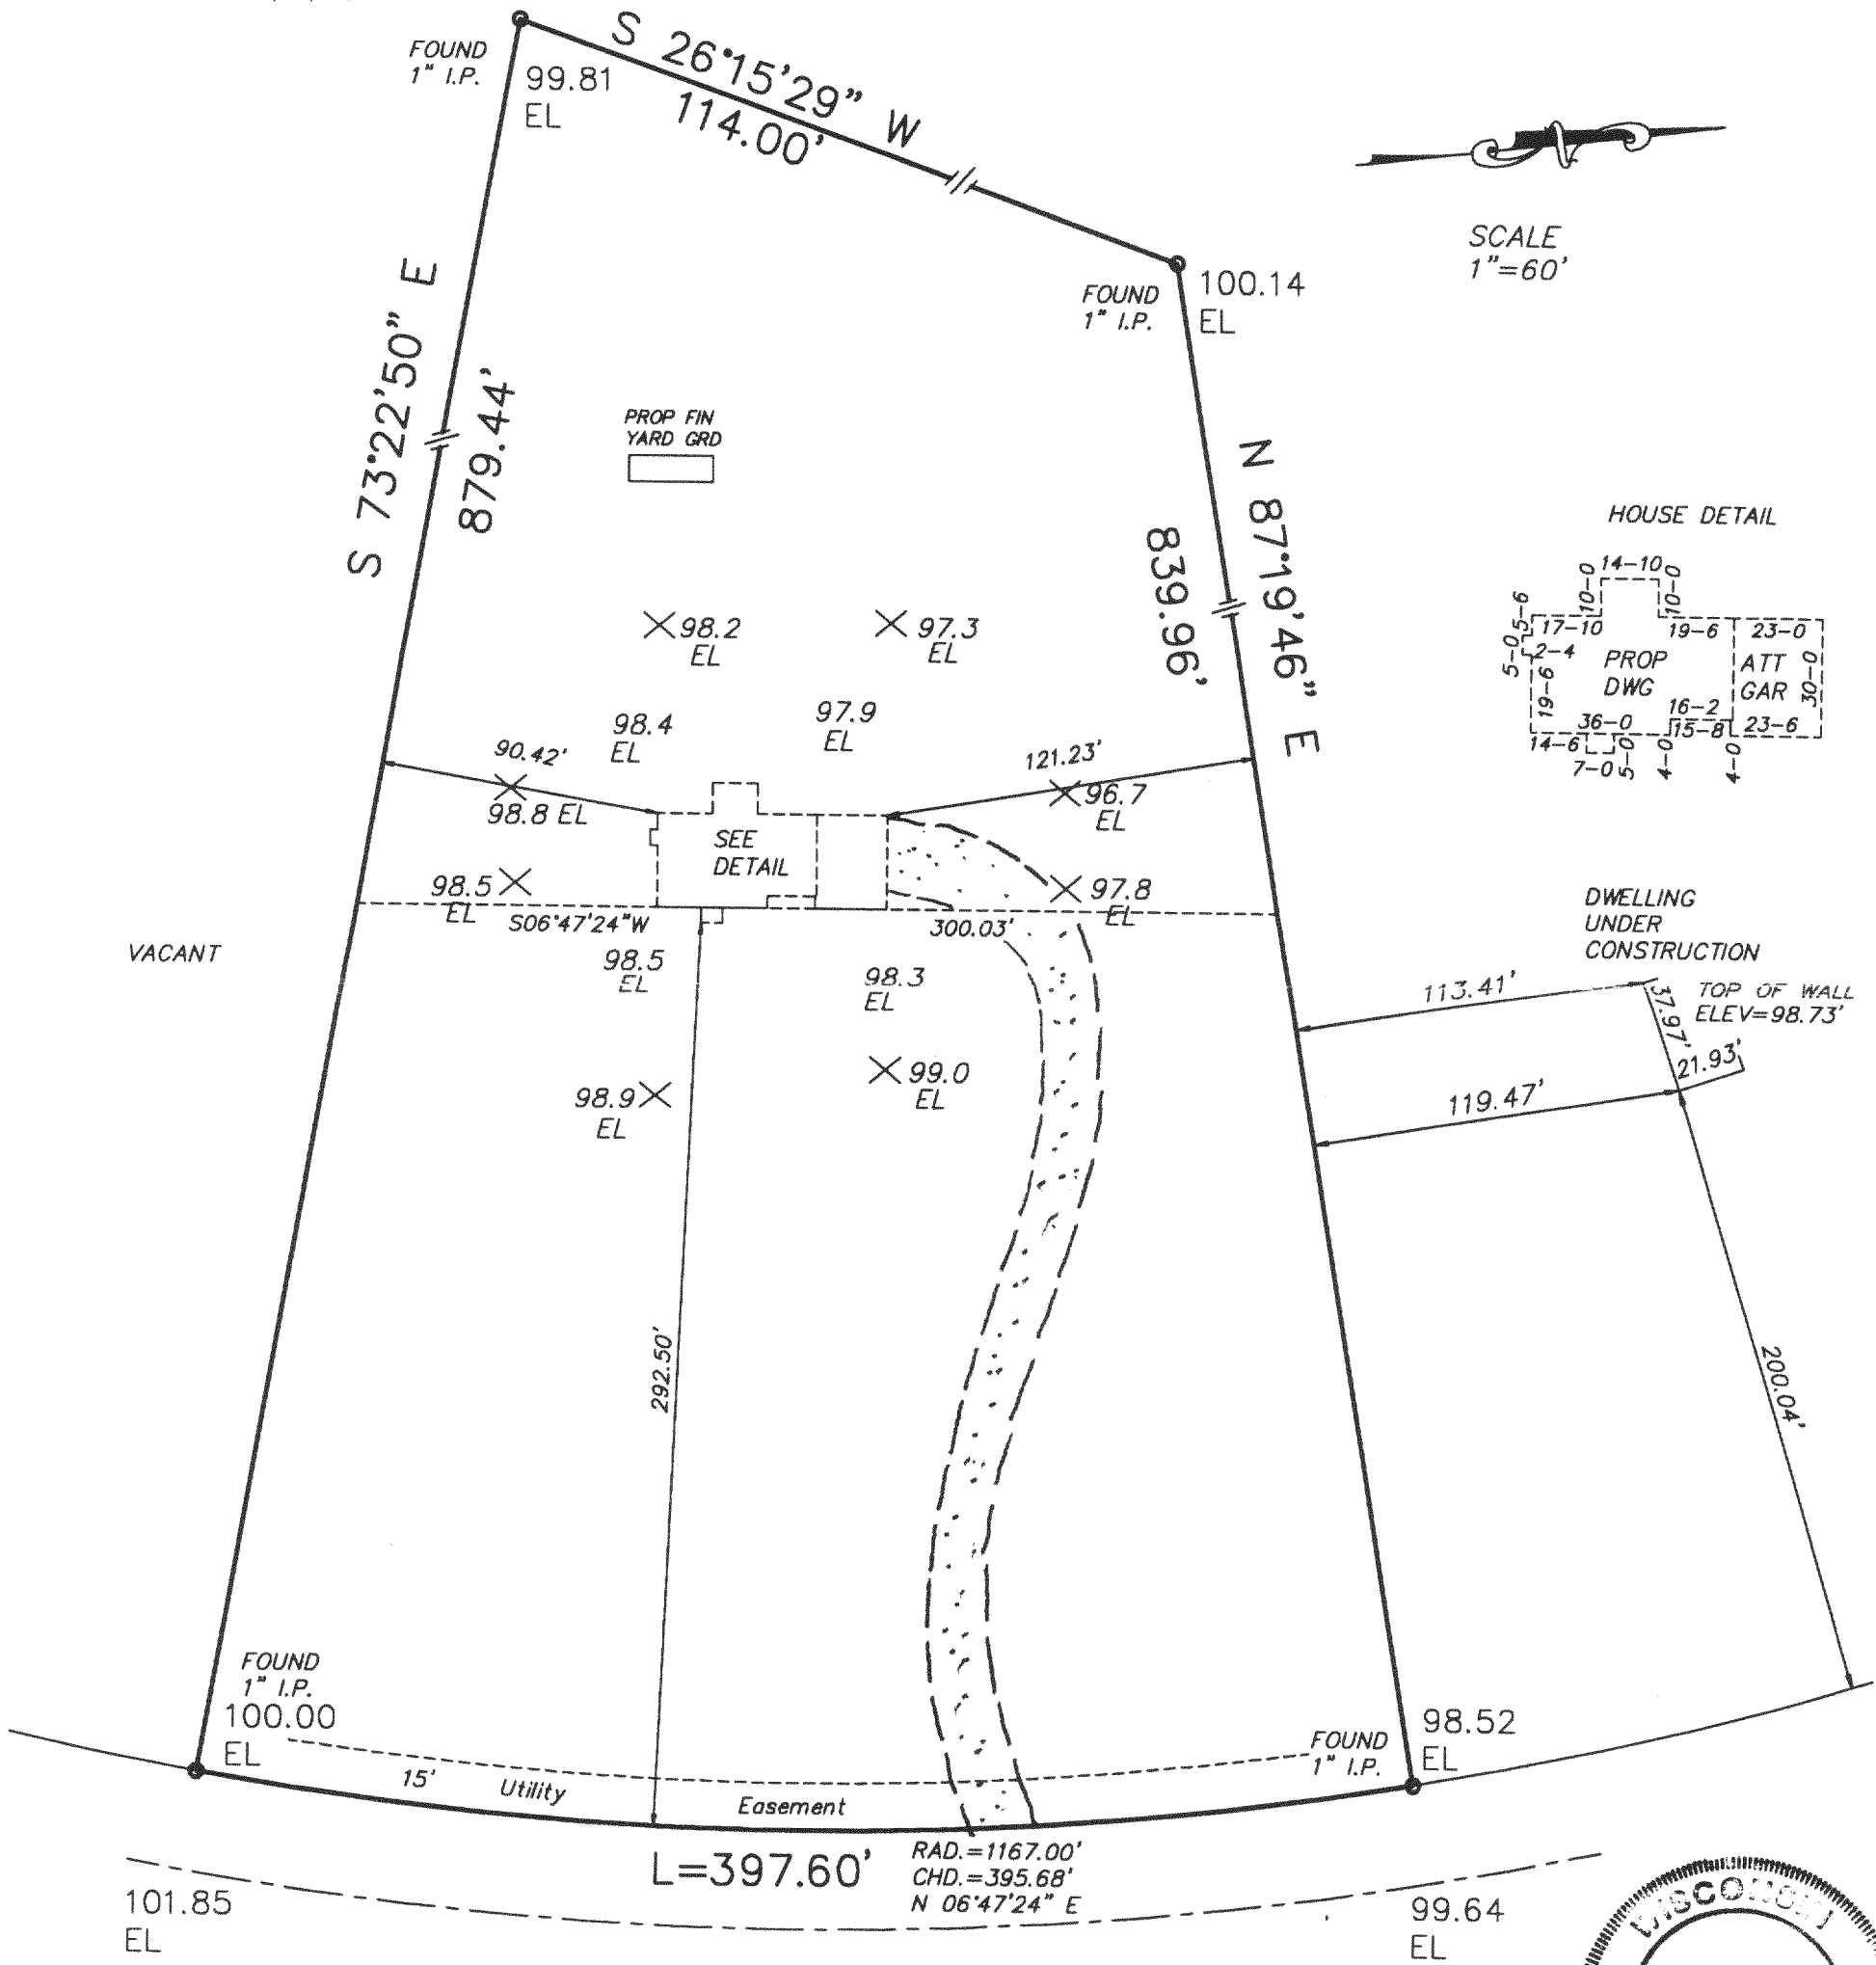 FOUND
1" I.P.
99.81
EL
S 26°15'29" W
114.00'
SCALE
1"=60'
FOUND
1" I.P.
100.14
EL
S 73°22'50" E
879.44'
PROP FIN
YARD GRD
N 87°19'46" E
839.96'
HOUSE DETAIL
14-10
10-0
10-0
5-6
17-10
19-6
23-0
5-0
2-4
PROP
DWG
ATT
GAR
30-0
19-6
36-0
16-2
15-8
23-6
14-6
7-0
5-0
4-0
4-0
98.2
EL
97.3
EL
98.4
EL
97.9
EL
90.42'
121.23'
98.8 EL
96.7
EL
SEE
DETAIL
98.5
EL
97.8
EL
S06°47'24"W
300.03'
VACANT
98.5
EL
98.3
EL
DWELLING
UNDER
CONSTRUCTION
113.41'
TOP OF WALL
ELEV=98.73'
37.97'
21.93'
119.47'
98.9
EL
99.0
EL
292.50'
200.04'
FOUND
1" I.P.
100.00
EL
FOUND
1" I.P.
98.52
EL
15' Utility Easement
L=397.60'
RAD.=1167.00'
CHD.=395.68'
N 06°47'24" E
101.85
EL
99.64
EL
WISCONSIN